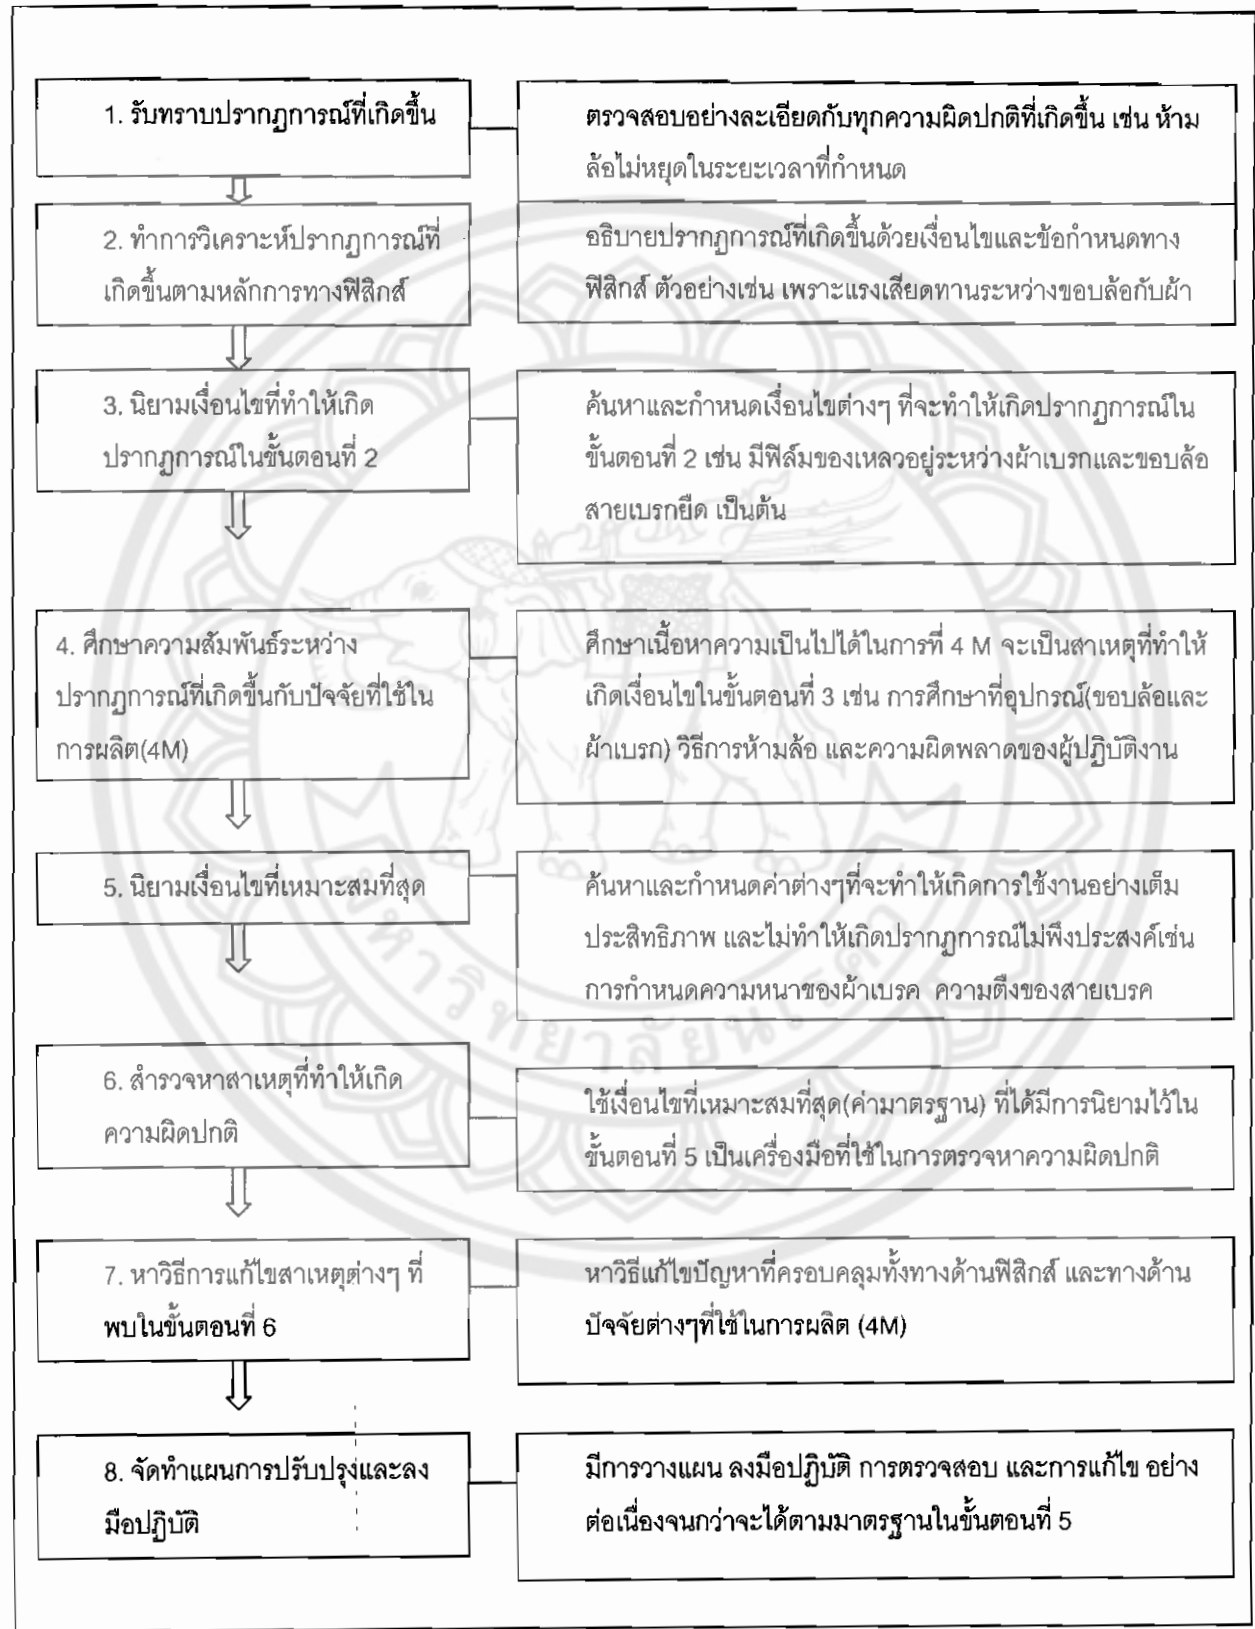 1. รับทราบปรากฏการณ์ที่เกิดขึ้น
ตรวจสอบอย่างละเอียดกับทุกความผิดปกติที่เกิดขึ้น เช่น ห้าม
ล้อไม่หยุดในระยะเวลาที่กำหนด
2. ทำการวิเคราะห์ปรากฏการณ์ที่
เกิดขึ้นตามหลักการทางฟิสิกส์
อธิบายปรากฏการณ์ที่เกิดขึ้นด้วยเงื่อนไขและข้อกำหนดทาง
ฟิสิกส์ ตัวอย่างเช่น เพราะแรงเสียดทานระหว่างขอบล้อกับผ้า
3. นิยามเงื่อนไขที่ทำให้เกิด
ปรากฏการณ์ในขั้นตอนที่ 2
ค้นหาและกำหนดเงื่อนไขต่างๆ ที่จะทำให้เกิดปรากฏการณ์ใน
ขั้นตอนที่ 2 เช่น มีฟิล์มของเหลวอยู่ระหว่างผ้าเบรกและขอบล้อ
สายเบรกยืด เป็นต้น
4. ศึกษาความสัมพันธ์ระหว่าง
ปรากฏการณ์ที่เกิดขึ้นกับปัจจัยที่ใช้ใน
การผลิต(4M)
ศึกษาเนื้อหาความเป็นไปได้ในการที่ 4 M จะเป็นสาเหตุที่ทำให้
เกิดเงื่อนไขในขั้นตอนที่ 3 เช่น การศึกษาที่อุปกรณ์(ขอบล้อและ
ผ้าเบรก) วิธีการห้ามล้อ และความผิดพลาดของผู้ปฏิบัติงาน
5. นิยามเงื่อนไขที่เหมาะสมที่สุด
ค้นหาและกำหนดค่าต่างๆที่จะทำให้เกิดการใช้งานอย่างเต็ม
ประสิทธิภาพ และไม่ทำให้เกิดปรากฏการณ์ไม่พึงประสงค์เช่น
การกำหนดความหนาของผ้าเบรค ความตึงของสายเบรค
6. สำรวจหาสาเหตุที่ทำให้เกิด
ความผิดปกติ
ใช้เงื่อนไขที่เหมาะสมที่สุด(ค่ามาตรฐาน) ที่ได้มีการนิยามไว้ใน
ขั้นตอนที่ 5 เป็นเครื่องมือที่ใช้ในการตรวจหาความผิดปกติ
7. หาวิธีการแก้ไขสาเหตุต่างๆ ที่
พบในขั้นตอนที่ 6
หาวิธีแก้ไขปัญหาที่ครอบคลุมทั้งทางด้านฟิสิกส์ และทางด้าน
ปัจจัยต่างๆที่ใช้ในการผลิต (4M)
8. จัดทำแผนการปรับปรุงและลง
มือปฏิบัติ
มีการวางแผน ลงมือปฏิบัติ การตรวจสอบ และการแก้ไข อย่าง
ต่อเนื่องจนกว่าจะได้ตามมาตรฐานในขั้นตอนที่ 5
มหาวิทยาลัยนเรศวร